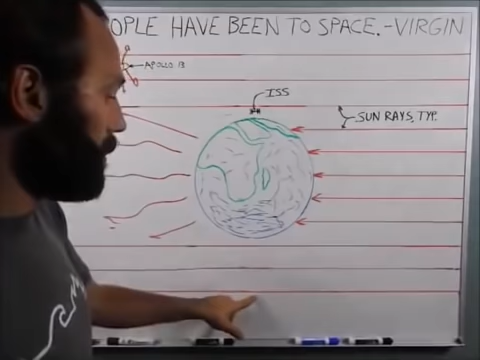 OPLE HAVE BEEN TO SPACE.-VIRGIN
APOLLO 13
ISS
SUN RAYS, TYP.